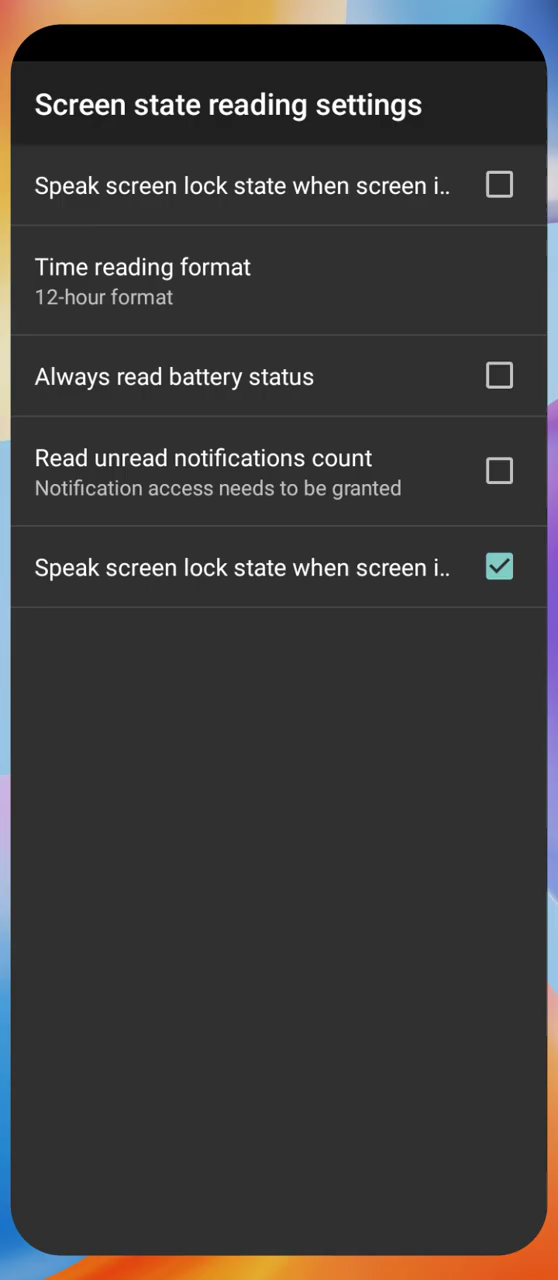 Screen state reading settings
Speak screen lock state when screen i..
Time reading format
12-hour format
Always read battery status
Read unread notifications count
Notification access needs to be granted
Speak screen lock state when screen i..